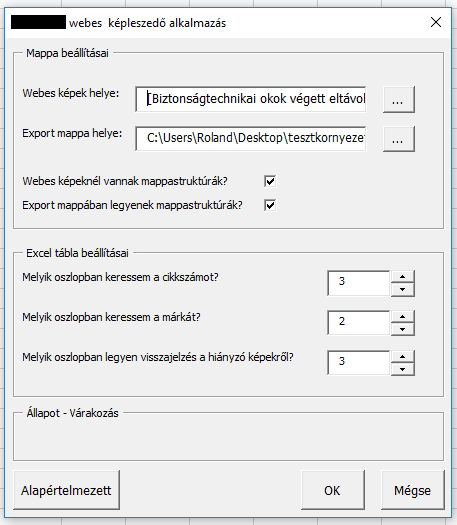 webes képleszedő alkalmazás
Mappa beállításai
Webes képek helye:
[Biztonságtechnikai okok végett eltávol
...
Export mappa helye:
C:\Users\Roland\Desktop\tesztkornyeze
...
Webes képeknél vannak mappastruktúrák?
Export mappában legyenek mappastruktúrák?
Excel tábla beállításai
Melyik oszlopban keressem a cikkszámot?
3
Melyik oszlopban keressem a márkát?
2
Melyik oszlopban legyen visszajelzés a hiányzó képekről?
3
Állapot - Várakozás
Alapértelmezett
OK
Mégse